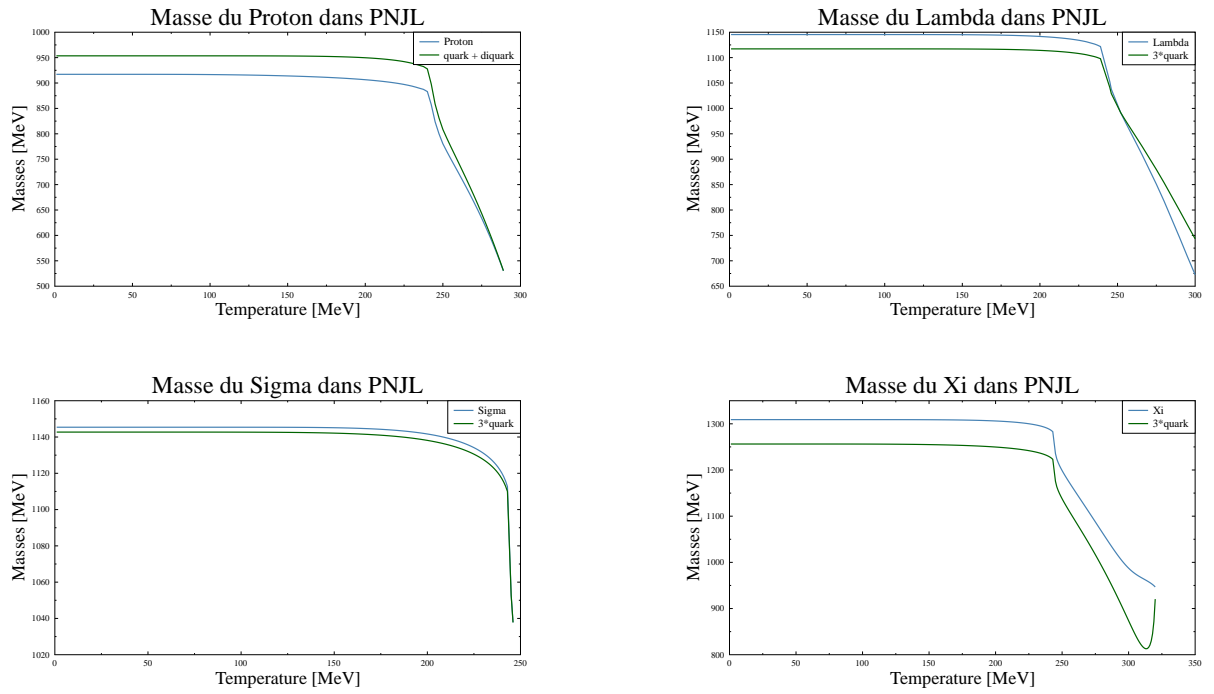 Masse du Proton dans PNJL
1000
950
900
850
800
750
700
650
600
550
500
Masses [MeV]
Proton
quark + diquark
0 50 100 150 200 250 300
Temperature [MeV]
Masse du Lambda dans PNJL
1150
1100
1050
1000
950
900
850
800
750
700
650
Masses [MeV]
Lambda
3*quark
0 50 100 150 200 250 300
Temperature [MeV]
Masse du Sigma dans PNJL
1160
1140
1120
1100
1080
1060
1040
1020
Masses [MeV]
Sigma
3*quark
0 50 100 150 200 250
Temperature [MeV]
Masse du Xi dans PNJL
1300
1200
1100
1000
900
800
Masses [MeV]
Xi
3*quark
0 50 100 150 200 250 300 350
Temperature [MeV]